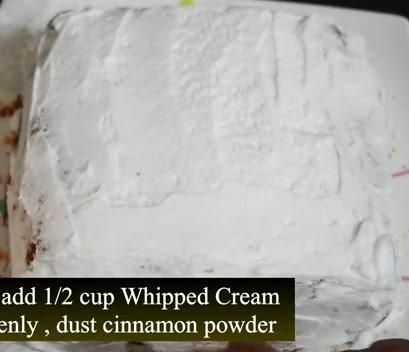 add 1/2 cup Whipped Cream
enly , dust cinnamon powder